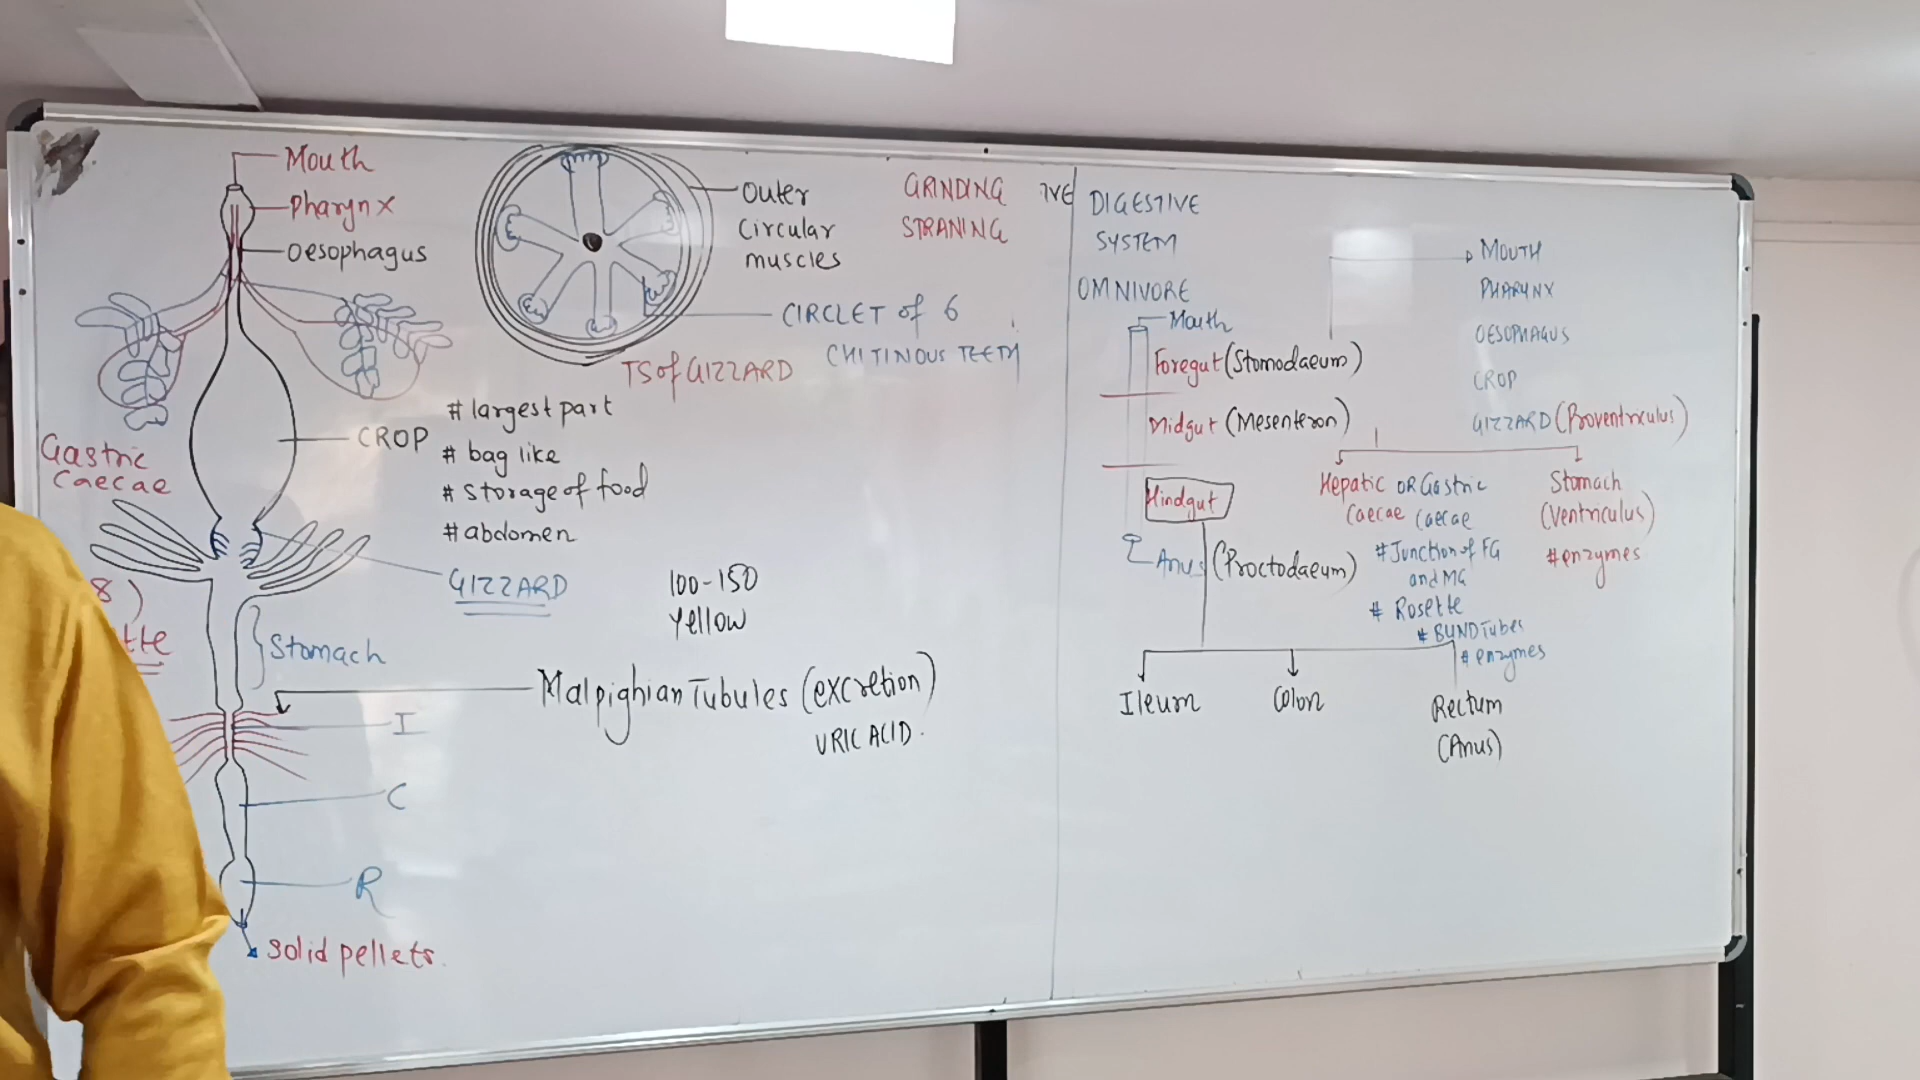 Mouth
Pharynx
Oesophagus
Outer
Circular
muscles
GRINDING
STRANING
CIRCLET of 6
CHITINOUS TEETH
TS of GIZZARD
CROP
# largest part
# bag like
# storage of food
# abdomen
Gastric
Caecae
GIZZARD
8)
tte
Stomach
100-150
Yellow
Malpighian Tubules (excretion)
URIC ACID.
I
C
R
Solid pellets.
IVE
DIGESTIVE
SYSTEM
OMNIVORE
Mouth
Foregut (Stomodaeum)
Midgut (Mesenteron)
Hindgut
Anus (Proctodaeum)
MOUTH
PHARYNX
OESOPHAGUS
CROP
GIZZARD (Proventriculus)
Hepatic OR Gastric
Caecae Caecae
# Junction of FG
and MG
# Rosette
# BLIND Tubes
# enzymes
Stomach
(Ventriculus)
# enzymes
Ileum
Colon
Rectum
(Anus)